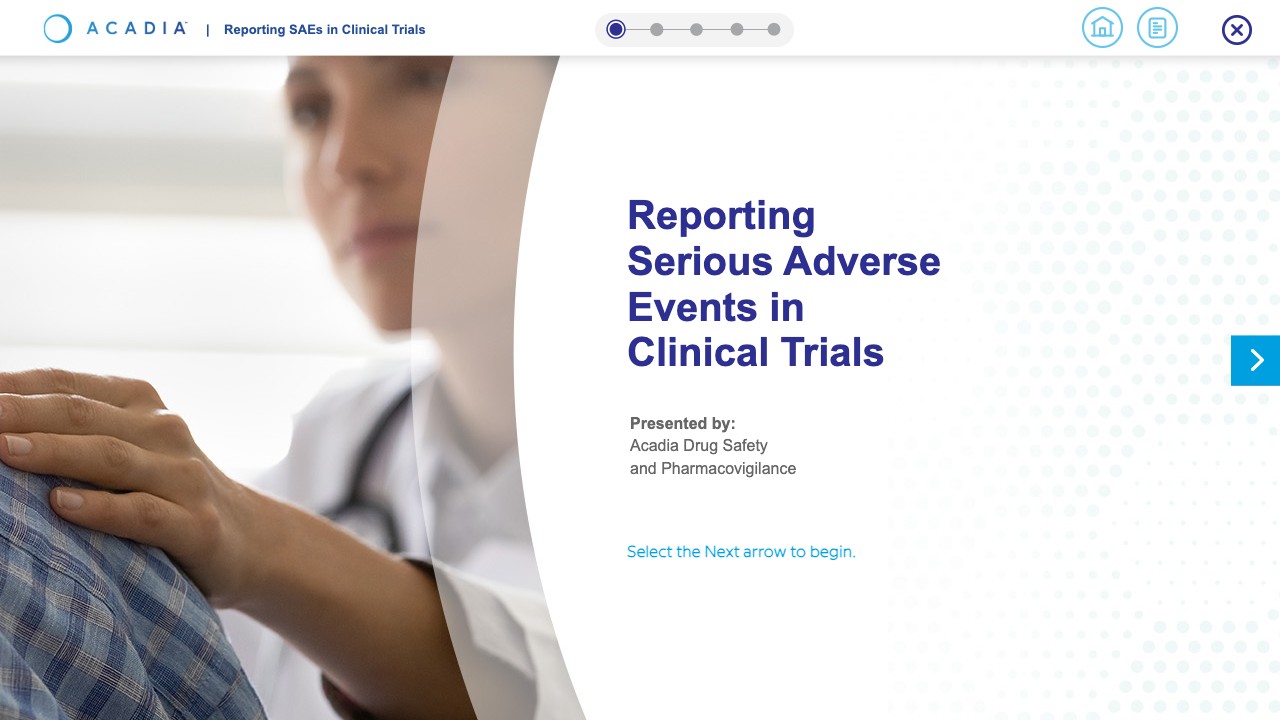 ACADIA™ | Reporting SAEs in Clinical Trials
Reporting
Serious Adverse
Events in
Clinical Trials
Presented by:
Acadia Drug Safety
and Pharmacovigilance
Select the Next arrow to begin.